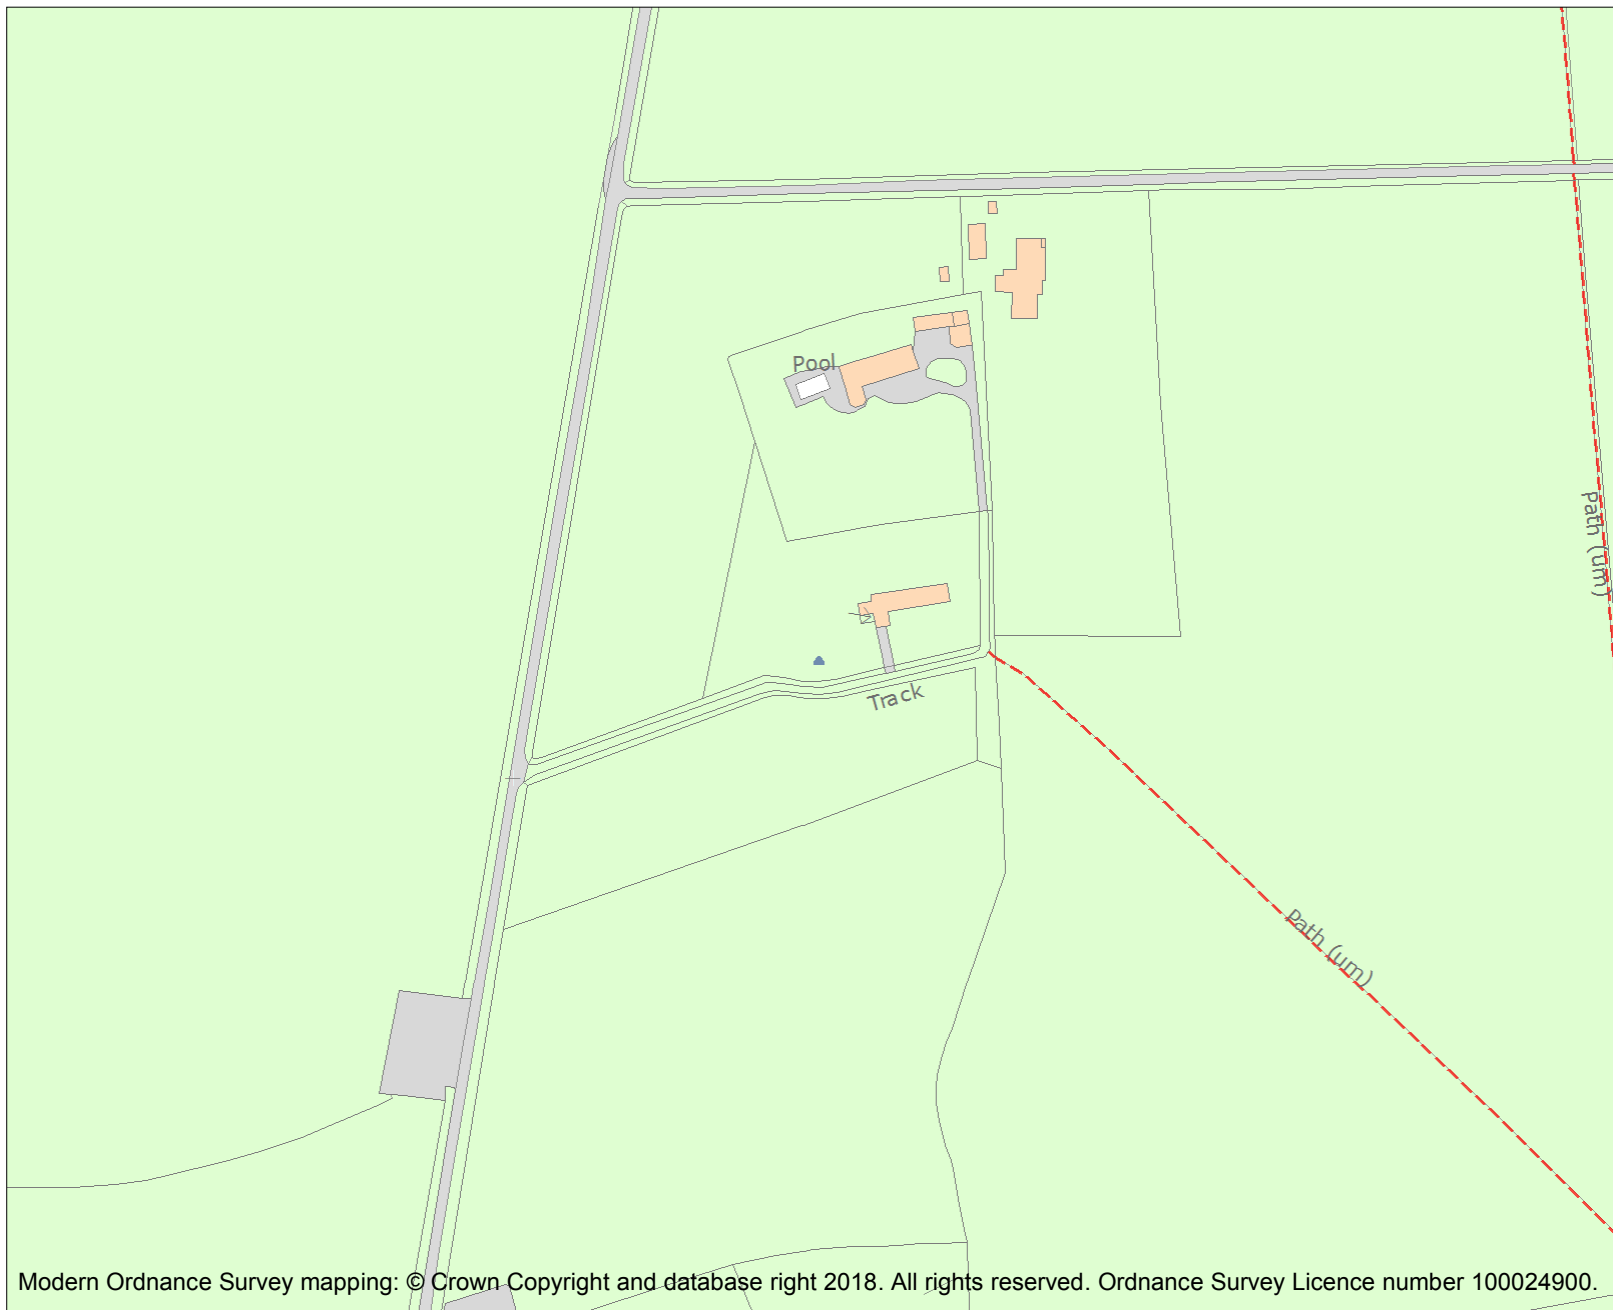 Pool
Path (um)
Track
Path (um)
Modern Ordnance Survey mapping: © Crown Copyright and database right 2018. All rights reserved. Ordnance Survey Licence number 100024900.